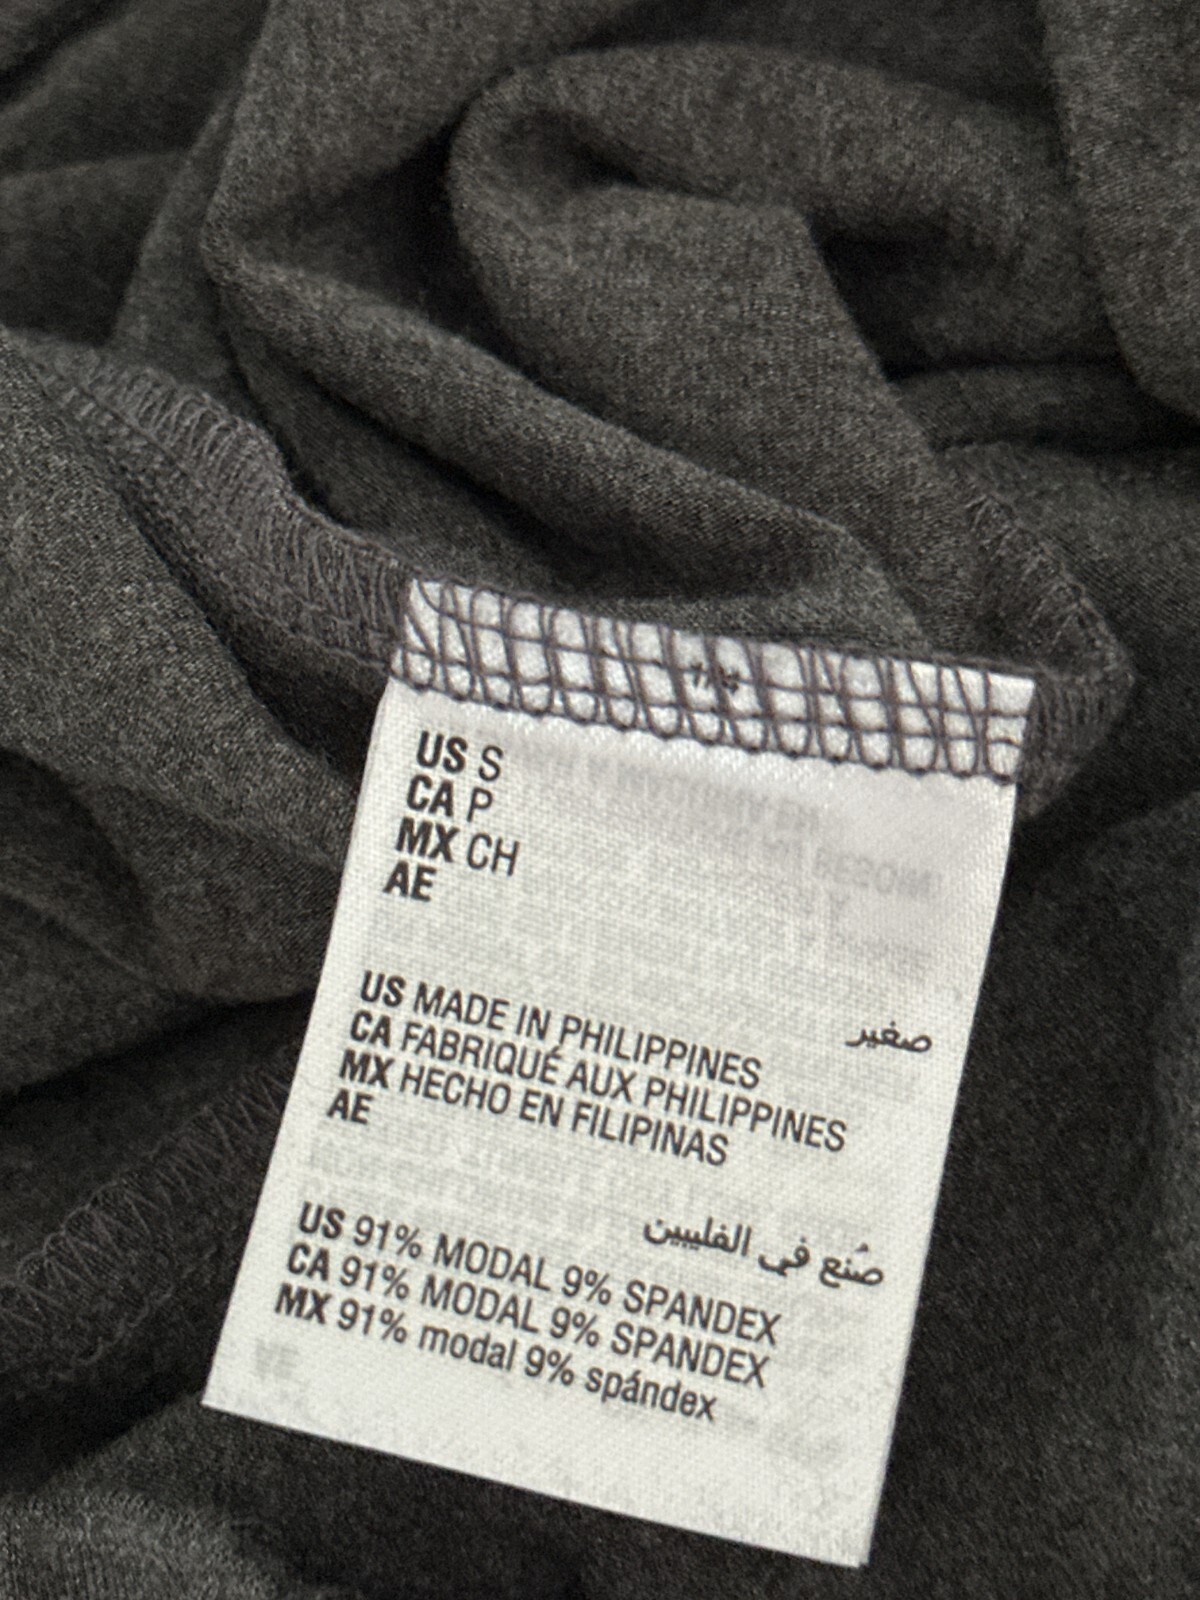 US S
CA P
MX CH
AE
صغير
US MADE IN PHILIPPINES
CA FABRIQUÉ AUX PHILIPPINES
MX HECHO EN FILIPINAS
AE
صُنع في الفليبين
US 91% MODAL 9% SPANDEX
CA 91% MODAL 9% SPANDEX
MX 91% modal 9% spándex